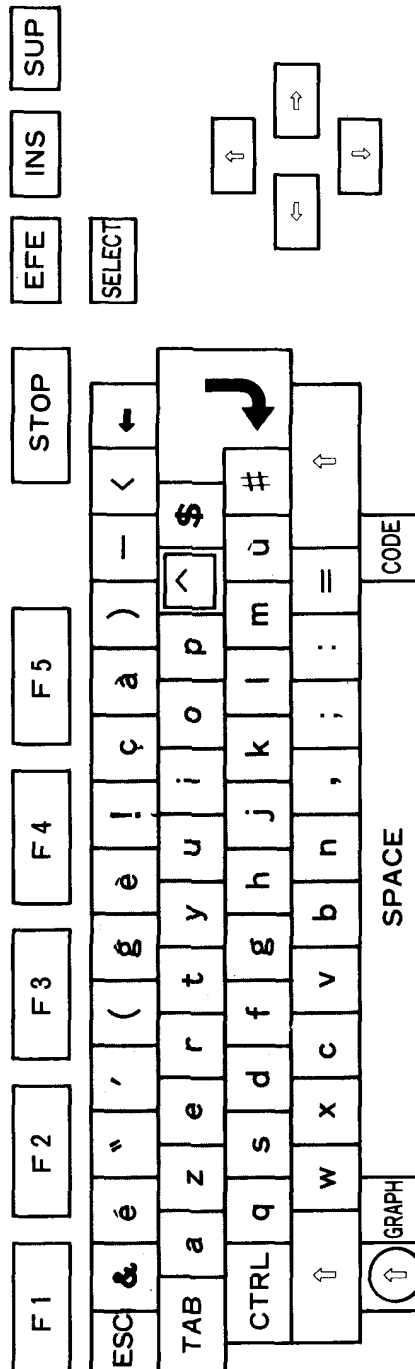 F1 F2 F3 F4 F5 STOP EFE INS SUP
ESC & é " ' ( ğ è ! ç à ) — < ← SELECT
TAB a z e r t y u i o p ^ $
CTRL q s d f g h j k l m ù #
⇧ w x c v b n , ; : = ⇧
⇧ GRAPH SPACE CODE